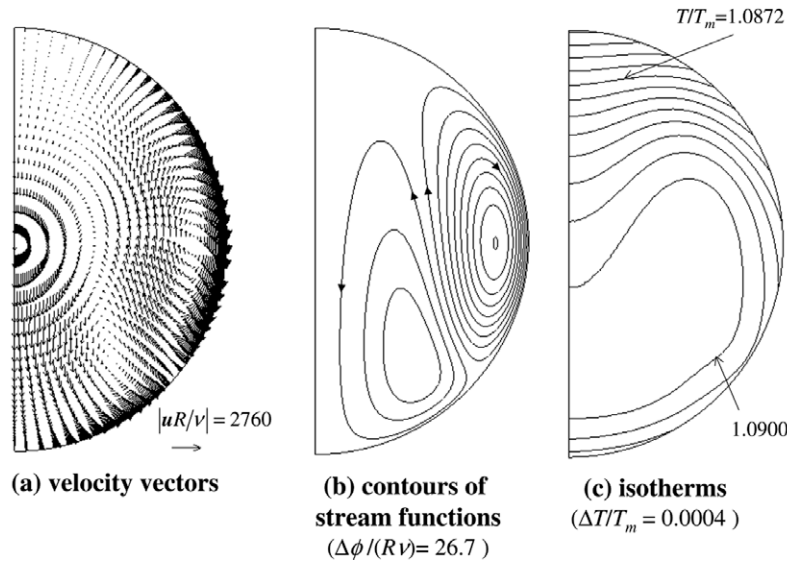 T/Tₘ=1.0872
|uR/ν| = 2760
1.0900
(a) velocity vectors
(b) contours of
stream functions
(Δϕ/(Rν)= 26.7 )
(c) isotherms
(ΔT/Tₘ = 0.0004 )